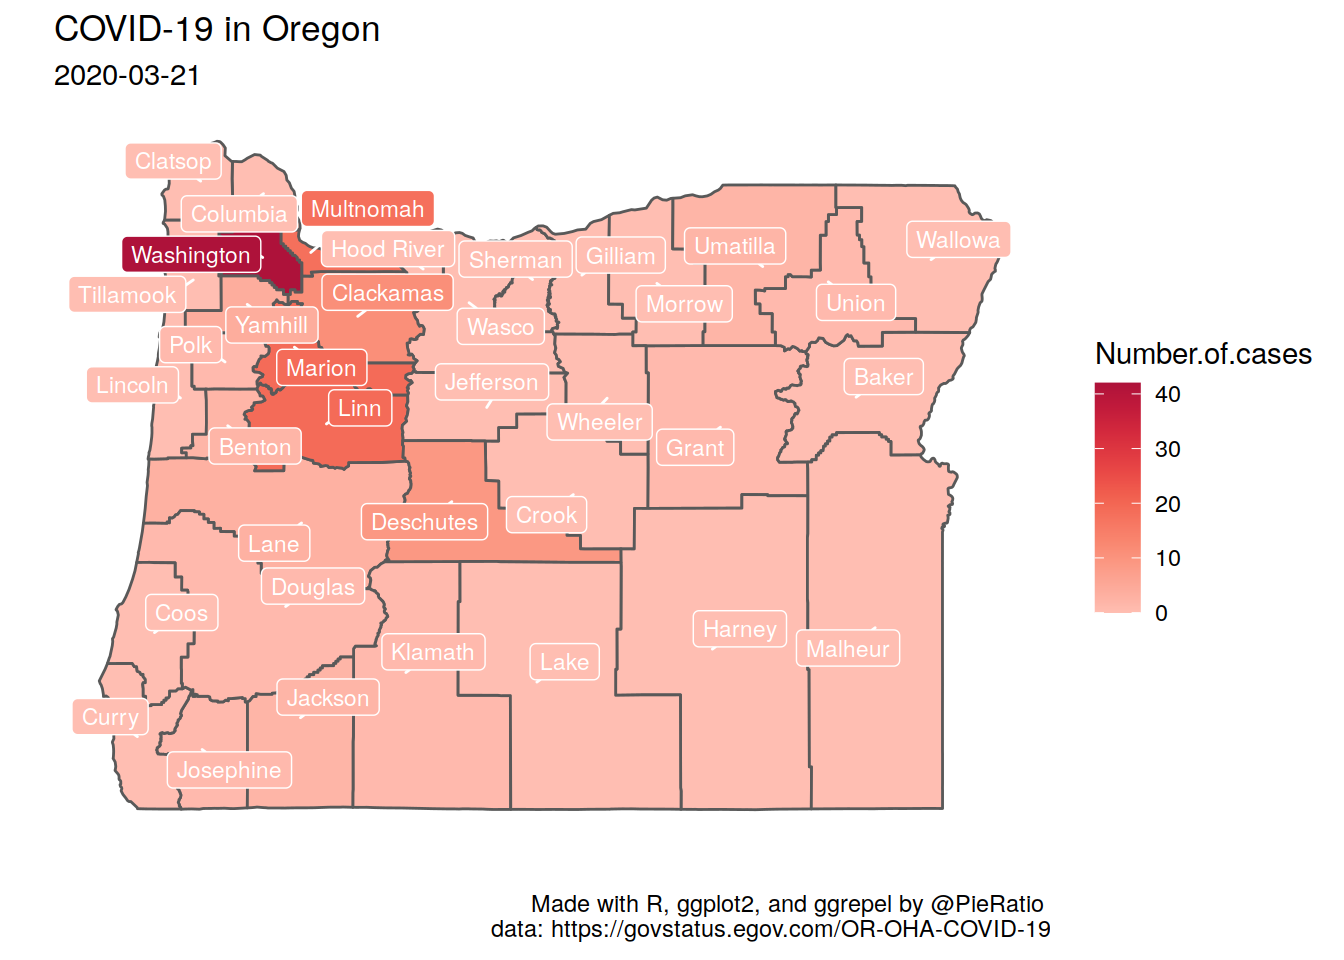 COVID-19 in Oregon
2020-03-21
Clatsop
Columbia
Multnomah
Washington
Hood River
Sherman
Gilliam
Umatilla
Wallowa
Tillamook
Clackamas
Morrow
Union
Yamhill
Wasco
Polk
Marion
Lincoln
Jefferson
Baker
Linn
Wheeler
Benton
Grant
Deschutes
Crook
Lane
Douglas
Coos
Klamath
Lake
Harney
Malheur
Curry
Jackson
Josephine
Number.of.cases
40
30
20
10
0
Made with R, ggplot2, and ggrepel by @PieRatio
data: https://govstatus.egov.com/OR-OHA-COVID-19